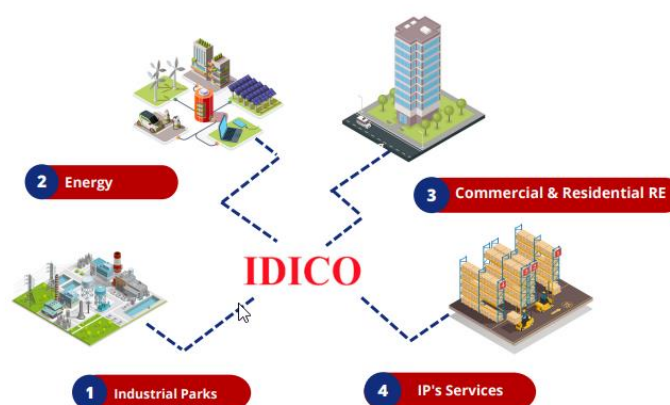 2 Energy
3 Commercial & Residential RE
IDICO
1 Industrial Parks
4 IP's Services